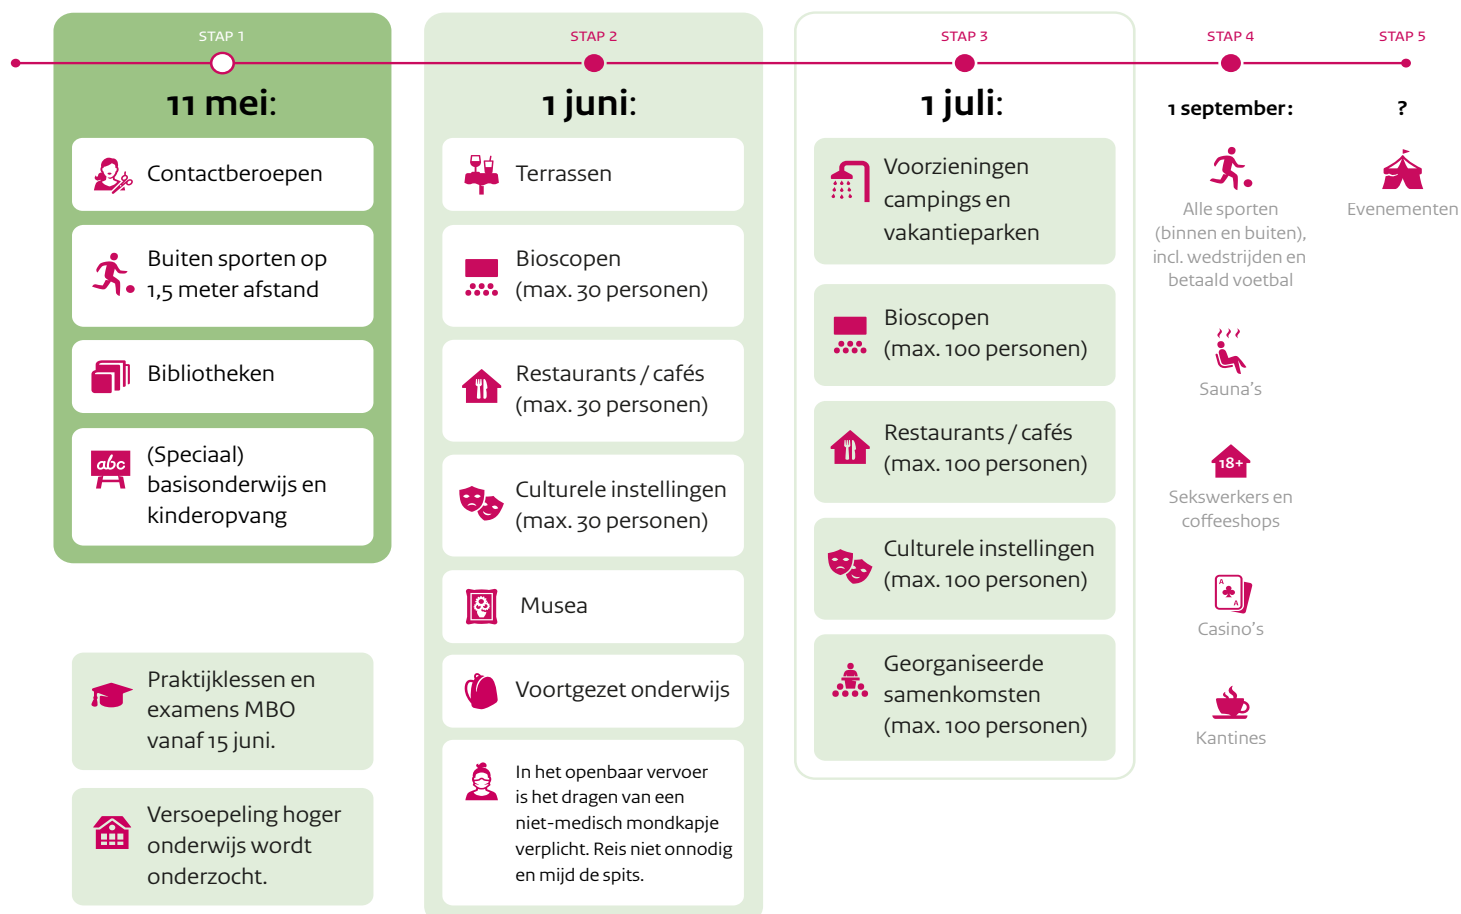 STAP 1
11 mei:
Contactberoepen
Buiten sporten op
1,5 meter afstand
Bibliotheken
abc
(Speciaal)
basisonderwijs en
kinderopvang
Praktijklessen en
examens MBO
vanaf 15 juni.
Versoepeling hoger
onderwijs wordt
onderzocht.
STAP 2
1 juni:
Terrassen
Bioscopen
(max. 30 personen)
Restaurants / cafés
(max. 30 personen)
Culturele instellingen
(max. 30 personen)
Musea
Voortgezet onderwijs
In het openbaar vervoer
is het dragen van een
niet-medisch mondkapje
verplicht. Reis niet onnodig
en mijd de spits.
STAP 3
1 juli:
Voorzieningen
campings en
vakantieparken
Bioscopen
(max. 100 personen)
Restaurants / cafés
(max. 100 personen)
Culturele instellingen
(max. 100 personen)
Georganiseerde
samenkomsten
(max. 100 personen)
STAP 4
1 september:
Alle sporten
(binnen en buiten),
incl. wedstrijden en
betaald voetbal
Sauna's
18+
Sekswerkers en
coffeeshops
A
A
Casino's
Kantines
STAP 5
?
Evenementen